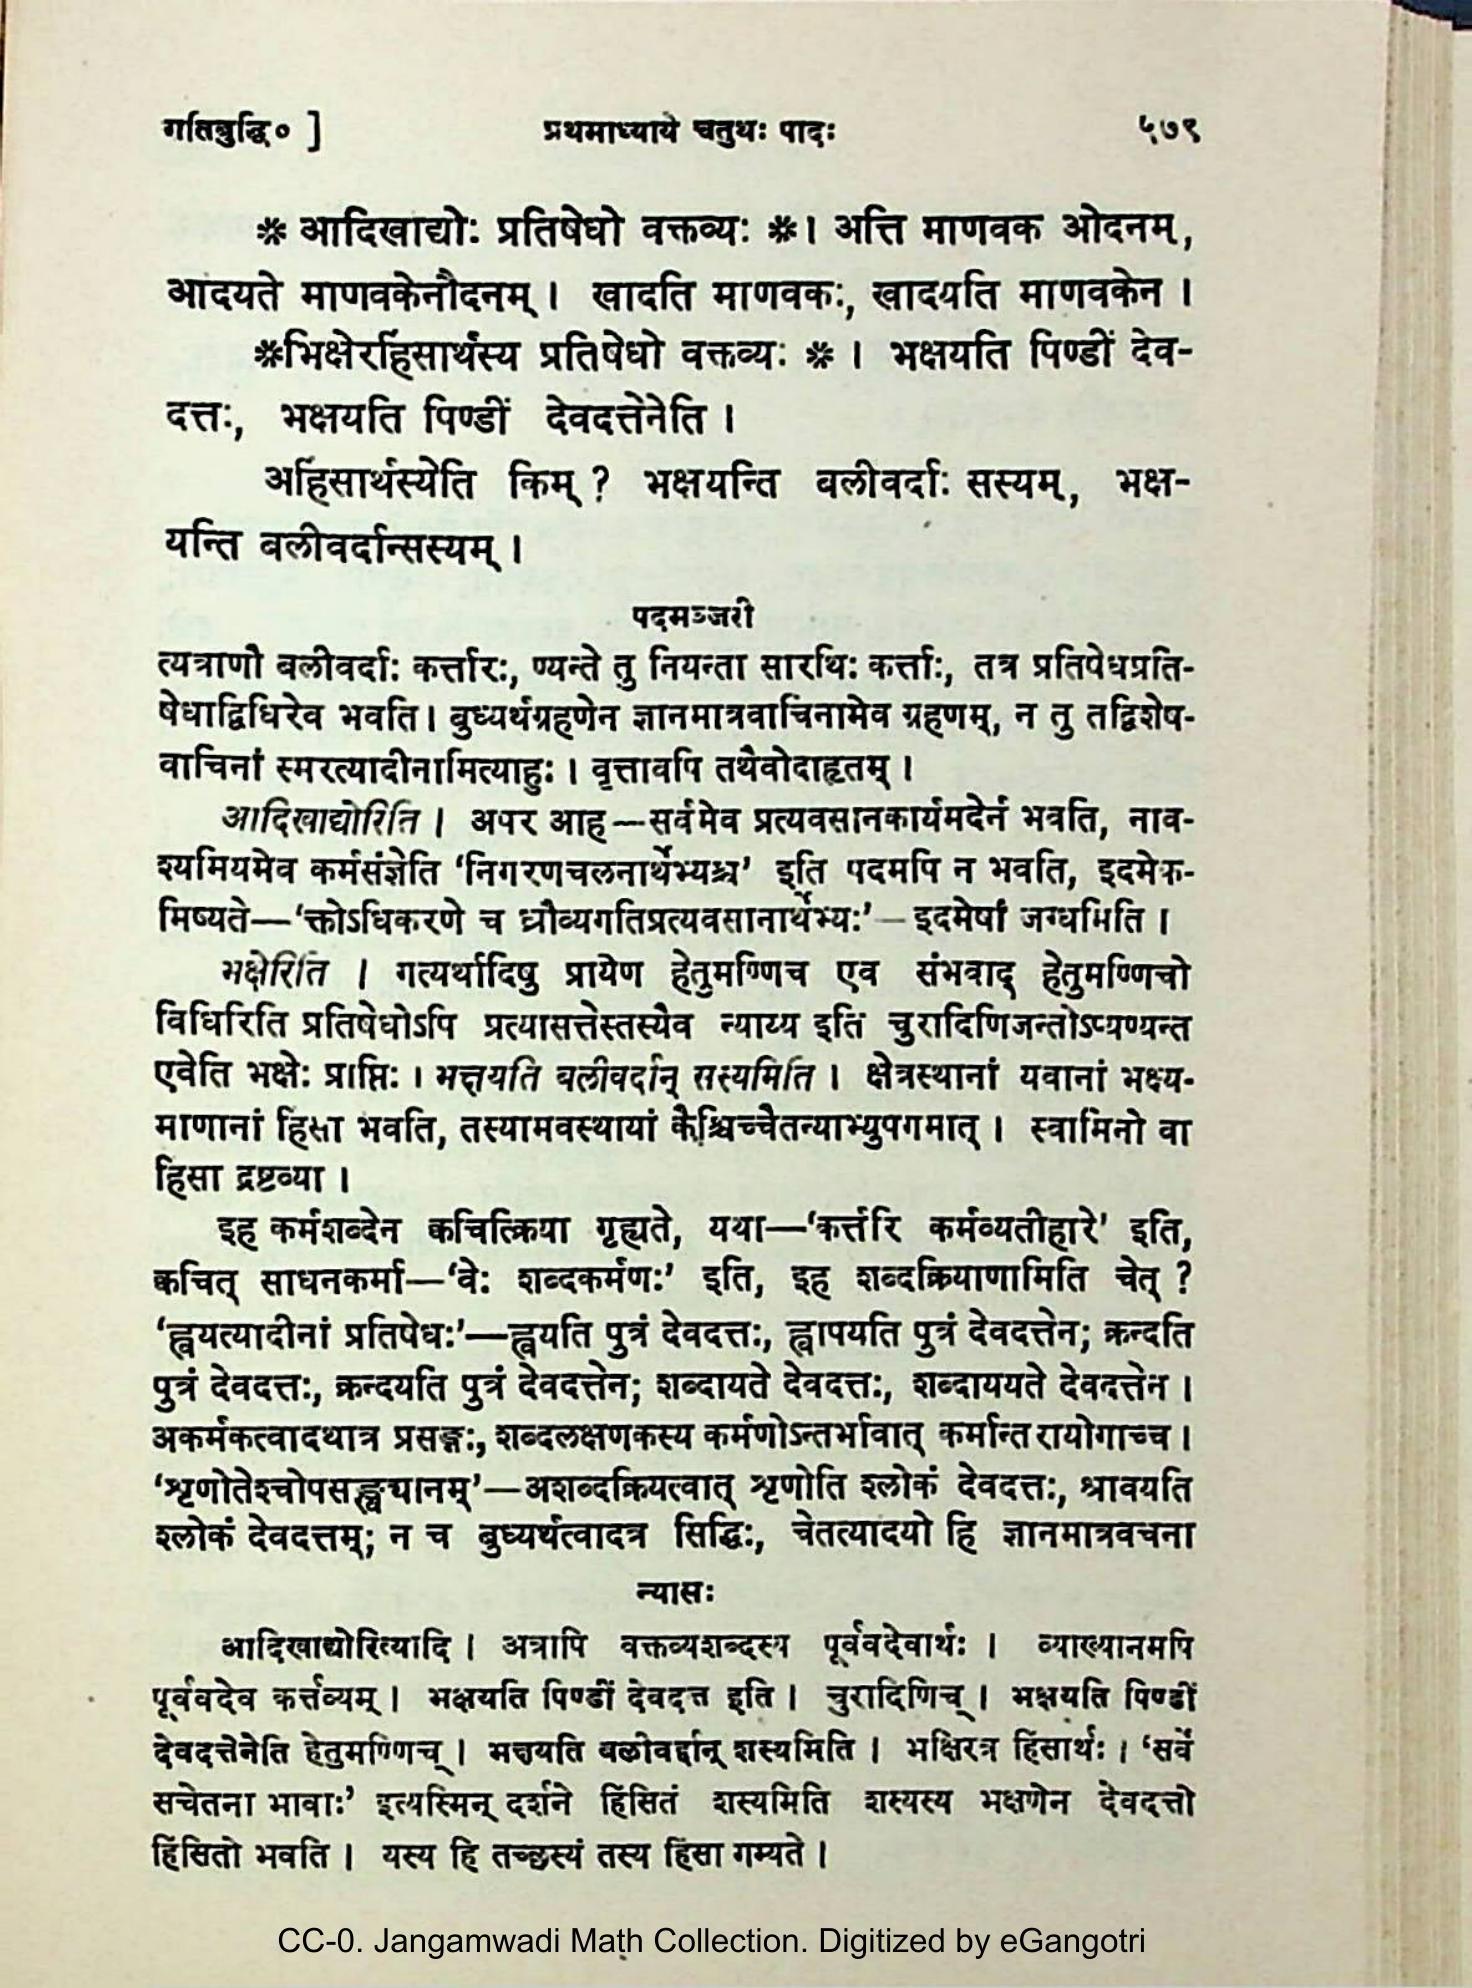 गतिबुद्धि० ] प्रथमाध्याये चतुथः पादः ५७९
❊ आदिखाद्योः प्रतिषेधो वक्तव्यः ❊। अत्ति माणवक ओदनम्,
आदयते माणवकेनौदनम् । खादति माणवकः, खादयति माणवकेन ।
❊भिक्षेरहिंसार्थस्य प्रतिषेधो वक्तव्यः ❊ । भक्षयति पिण्डीं देव-
दत्तः, भक्षयति पिण्डीं देवदत्तेनेति ।
अहिंसार्थस्येति किम् ? भक्षयन्ति बलीवर्दाः सस्यम्, भक्ष-
यन्ति बलीवर्दान्सस्यम् ।
पदमञ्जरी
त्यत्राणौ बलीवर्दाः कर्त्तारः, ण्यन्ते तु नियन्ता सारथिः कर्त्ताः, तत्र प्रतिषेधप्रति-
षेधाद्विधिरेव भवति। बुध्यर्थग्रहणेन ज्ञानमात्रवाचिनामेव ग्रहणम्, न तु तद्विशेष-
वाचिनां स्मरत्यादीनामित्याहुः । वृत्तावपि तथैवोदाहृतम् ।
आदिखाद्योरिति । अपर आह—सर्वमेव प्रत्यवसानकार्यमदेर्न भवति, नाव-
श्यमियमेव कर्मसंज्ञेति ‘निगरणचलनार्थेभ्यश्च’ इति पदमपि न भवति, इदमेक-
मिष्यते—‘क्तोऽधिकरणे च ध्रौव्यगतिप्रत्यवसानार्थेभ्यः’—इदमेषां जग्धमिति ।
भक्षेरिति । गत्यर्थादिषु प्रायेण हेतुमण्णिच एव संभवाद् हेतुमण्णिचो
विधिरिति प्रतिषेधोऽपि प्रत्यासत्तेस्तस्यैव न्याय्य इति चुरादिणिजन्तोऽप्यण्यन्त
एवेति भक्षेः प्राप्तिः । भक्षयति बलीवर्दान् सस्यमिति । क्षेत्रस्थानां यवानां भक्ष्य-
माणानां हिंसा भवति, तस्यामवस्थायां कैश्चिच्चैतन्याभ्युपगमात् । स्वामिनो वा
हिंसा द्रष्टव्या ।
इह कर्मशब्देन क्वचित्क्रिया गृह्यते, यथा—‘कर्त्तरि कर्मव्यतीहारे’ इति,
क्वचित् साधनकर्मा—‘वेः शब्दकर्मणः’ इति, इह शब्दक्रियाणामिति चेत् ?
‘ह्वयत्यादीनां प्रतिषेधः’—ह्वयति पुत्रं देवदत्तः, ह्वापयति पुत्रं देवदत्तेन; क्रन्दति
पुत्रं देवदत्तः, क्रन्दयति पुत्रं देवदत्तेन; शब्दायते देवदत्तः, शब्दाययते देवदत्तेन ।
अकर्मकत्वादथात्र प्रसङ्गः, शब्दलक्षणकस्य कर्मणोऽन्तर्भावात् कर्मान्तरायोगाच्च ।
‘शृणोतेश्चोपसङ्ख्यानम्’—अशब्दक्रियत्वात् शृणोति श्लोकं देवदत्तः, श्रावयति
श्लोकं देवदत्तम्; न च बुध्यर्थत्वादत्र सिद्धिः, चेतत्यादयो हि ज्ञानमात्रवचना
न्यासः
आदिखाद्योरित्यादि । अत्रापि वक्तव्यशब्दस्य पूर्ववदेवार्थः । व्याख्यानमपि
पूर्ववदेव कर्त्तव्यम् । भक्षयति पिण्डीं देवदत्त इति । चुरादिणिच् । भक्षयति पिण्डीं
देवदत्तेनेति हेतुमण्णिच् । भक्षयति बलीवर्द्दान् शस्यमिति । भक्षिरत्र हिंसार्थः । ‘सर्वे
सचेतना भावाः’ इत्यस्मिन् दर्शने हिंसितं शस्यमिति शस्यस्य भक्षणेन देवदत्तो
हिंसितो भवति । यस्य हि तच्छस्यं तस्य हिंसा गम्यते ।
CC-0. Jangamwadi Math Collection. Digitized by eGangotri